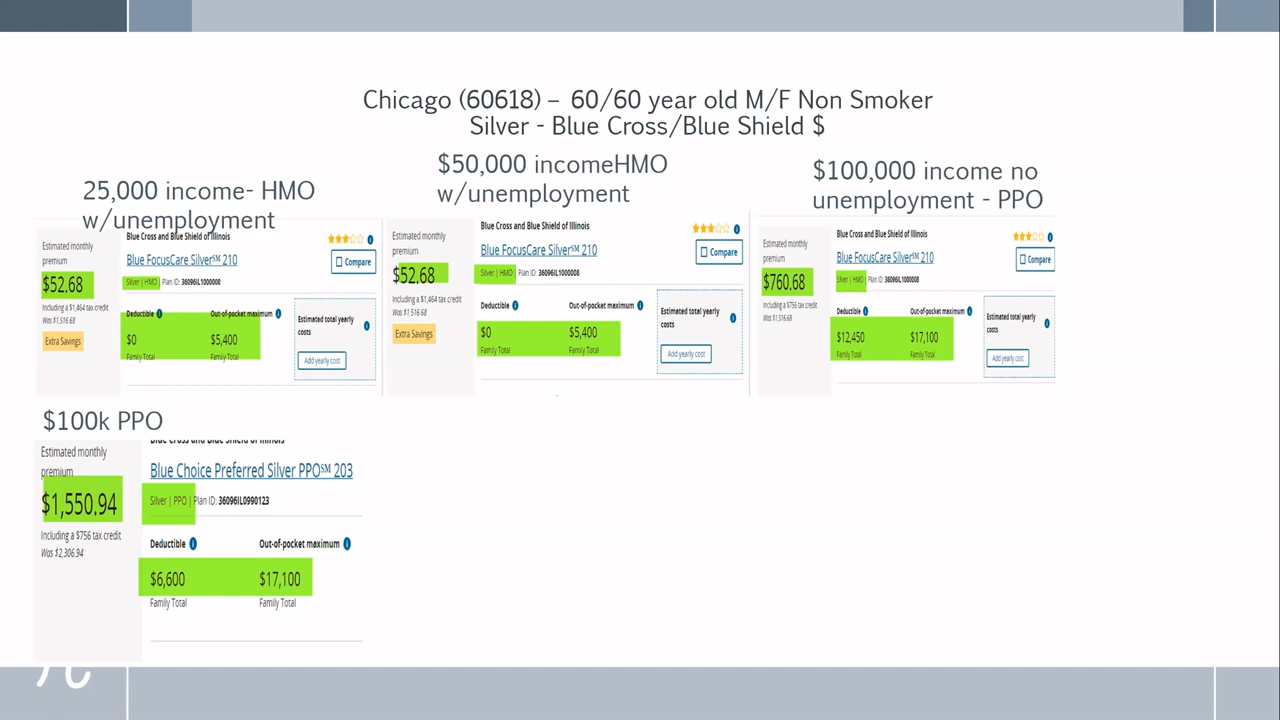 Chicago (60618) – 60/60 year old M/F Non Smoker
Silver - Blue Cross/Blue Shield $
25,000 income- HMO
w/unemployment
Blue Cross and Blue Shield of Illinois
Estimated monthly
premium
Blue FocusCare Silver℠ 210
Compare
$52.68
Silver | HMO | Plan ID: 36096IL1000008
Including a $1,464 tax credit
Was $1,516.68
Extra Savings
Deductible
Out-of-pocket maximum
$0
$5,400
Family Total
Family Total
Estimated total yearly
costs
Add yearly cost
$50,000 incomeHMO
w/unemployment
Blue Cross and Blue Shield of Illinois
Estimated monthly
premium
Blue FocusCare Silver℠ 210
Compare
$52.68
Silver | HMO | Plan ID: 36096IL1000008
Including a $1,464 tax credit
Was $1,516.68
Extra Savings
Deductible
Out-of-pocket maximum
$0
$5,400
Family Total
Family Total
Estimated total yearly
costs
Add yearly cost
$100,000 income no
unemployment - PPO
Blue Cross and Blue Shield of Illinois
Estimated monthly
premium
Blue FocusCare Silver℠ 210
Compare
$760.68
Silver | HMO | Plan ID: 36096IL1000008
Including a $756 tax credit
Was $1,516.68
Deductible
Out-of-pocket maximum
$12,450
$17,100
Family Total
Family Total
Estimated total yearly
costs
Add yearly cost
$100k PPO
Blue Cross and Blue Shield of Illinois
Estimated monthly
premium
Blue Choice Preferred Silver PPO℠ 203
$1,550.94
Silver | PPO | Plan ID: 36096IL0990123
Including a $756 tax credit
Was $2,306.94
Deductible
Out-of-pocket maximum
$6,600
$17,100
Family Total
Family Total